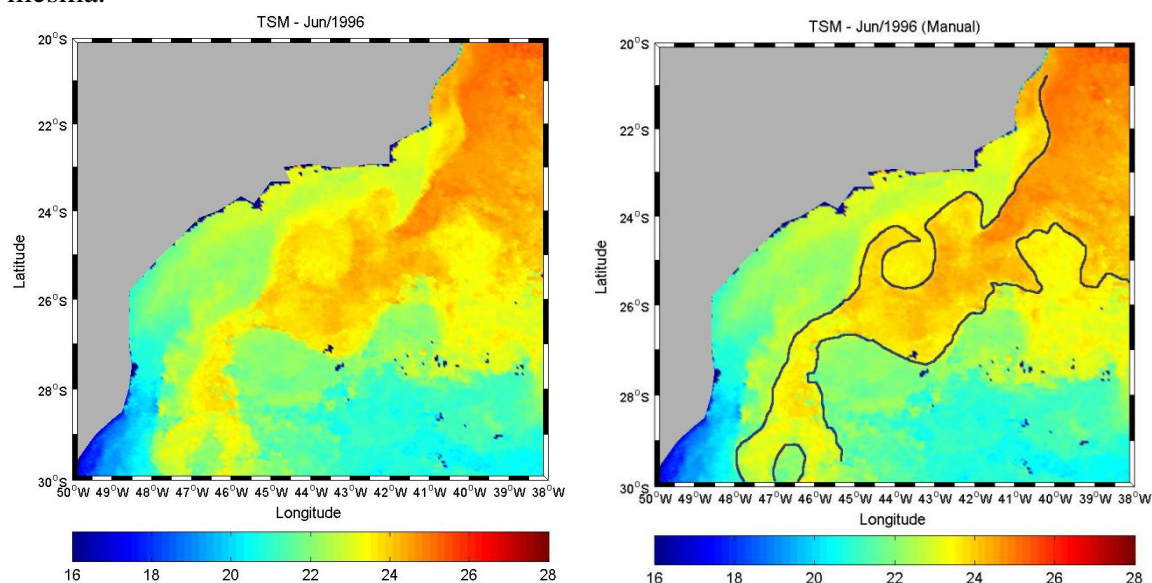 mesma.
TSM - Jun/1996
20°S
22°S
24°S
26°S
28°S
30°S
Latitude
50°W 49°W 48°W 47°W 46°W 45°W 44°W 43°W 42°W 41°W 40°W 39°W 38°W
Longitude
16 18 20 22 24 26 28
TSM - Jun/1996 (Manual)
20°S
22°S
24°S
26°S
28°S
30°S
Latitude
50°W 49°W 48°W 47°W 46°W 45°W 44°W 43°W 42°W 41°W 40°W 39°W 38°W
Longitude
16 18 20 22 24 26 28